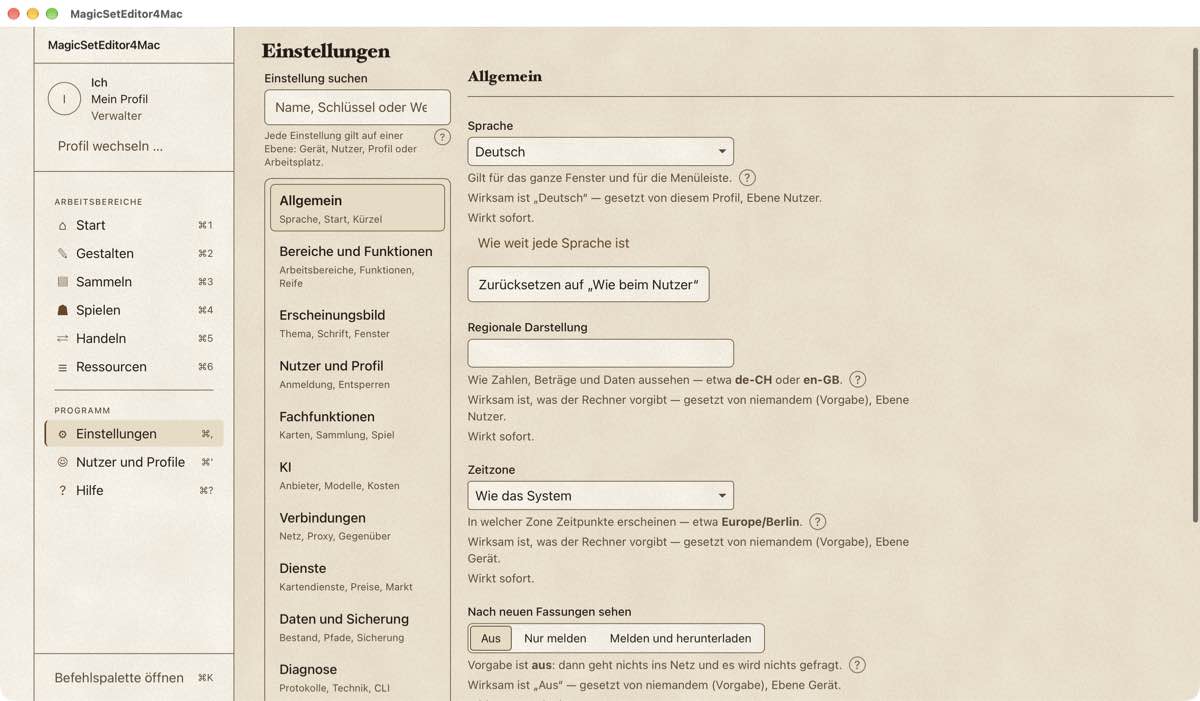 MagicSetEditor4Mac
MagicSetEditor4Mac
I
Ich
Mein Profil
Verwalter
Profil wechseln ...
ARBEITSBEREICHE
Start ⌘1
Gestalten ⌘2
Sammeln ⌘3
Spielen ⌘4
Handeln ⌘5
Ressourcen ⌘6
PROGRAMM
Einstellungen ⌘,
Nutzer und Profile ⌘'
? Hilfe ⌘?
Befehlspalette öffnen ⌘K
Einstellungen
Einstellung suchen
Name, Schlüssel oder We
Jede Einstellung gilt auf einer
Ebene: Gerät, Nutzer, Profil oder
Arbeitsplatz.
?
Allgemein
Sprache, Start, Kürzel
Bereiche und Funktionen
Arbeitsbereiche, Funktionen,
Reife
Erscheinungsbild
Thema, Schrift, Fenster
Nutzer und Profil
Anmeldung, Entsperren
Fachfunktionen
Karten, Sammlung, Spiel
KI
Anbieter, Modelle, Kosten
Verbindungen
Netz, Proxy, Gegenüber
Dienste
Kartendienste, Preise, Markt
Daten und Sicherung
Bestand, Pfade, Sicherung
Diagnose
Protokolle, Technik, CLI
Allgemein
Sprache
Deutsch
Gilt für das ganze Fenster und für die Menüleiste. ?
Wirksam ist „Deutsch“ — gesetzt von diesem Profil, Ebene Nutzer.
Wirkt sofort.
Wie weit jede Sprache ist
Zurücksetzen auf „Wie beim Nutzer“
Regionale Darstellung
Wie Zahlen, Beträge und Daten aussehen — etwa de-CH oder en-GB. ?
Wirksam ist, was der Rechner vorgibt — gesetzt von niemandem (Vorgabe), Ebene
Nutzer.
Wirkt sofort.
Zeitzone
Wie das System
In welcher Zone Zeitpunkte erscheinen — etwa Europe/Berlin. ?
Wirksam ist, was der Rechner vorgibt — gesetzt von niemandem (Vorgabe), Ebene
Gerät.
Wirkt sofort.
Nach neuen Fassungen sehen
Aus Nur melden Melden und herunterladen
Vorgabe ist aus: dann geht nichts ins Netz und es wird nichts gefragt. ?
Wirksam ist „Aus“ — gesetzt von niemandem (Vorgabe), Ebene Gerät.